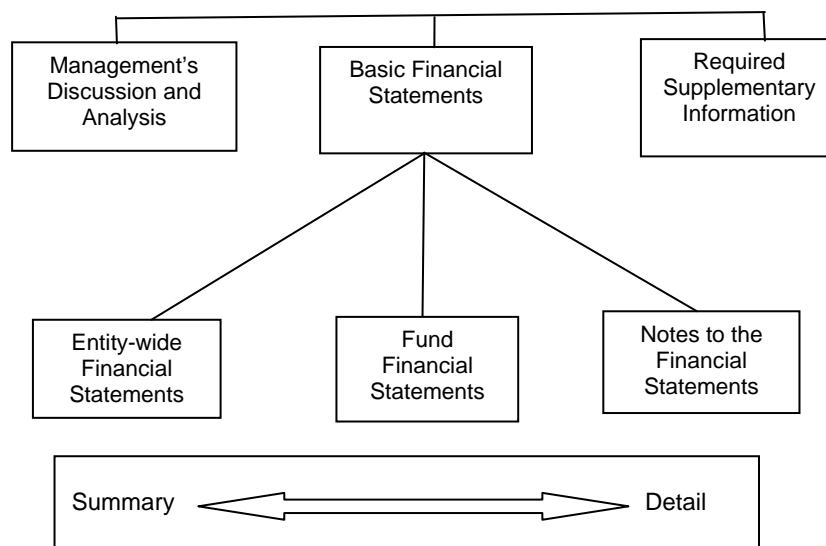 Management’s
Discussion and
Analysis
Basic Financial
Statements
Required
Supplementary
Information
Entity-wide
Financial
Statements
Fund
Financial
Statements
Notes to the
Financial
Statements
Summary
Detail